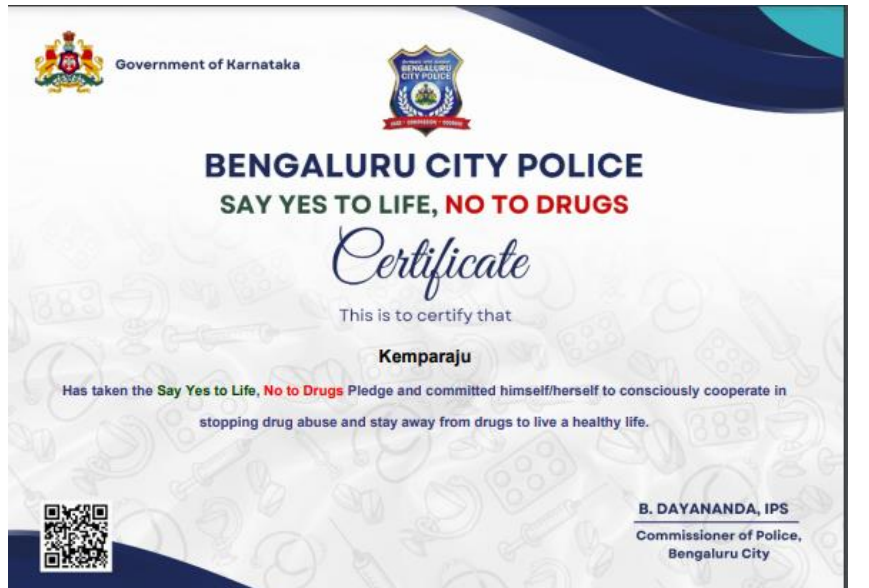 Government of Karnataka
BENGALURU
CITY POLICE
BENGALURU CITY POLICE
SAY YES TO LIFE, NO TO DRUGS
Certificate
This is to certify that
Kemparaju
Has taken the Say Yes to Life, No to Drugs Pledge and committed himself/herself to consciously cooperate in
stopping drug abuse and stay away from drugs to live a healthy life.
B. DAYANANDA, IPS
Commissioner of Police,
Bengaluru City